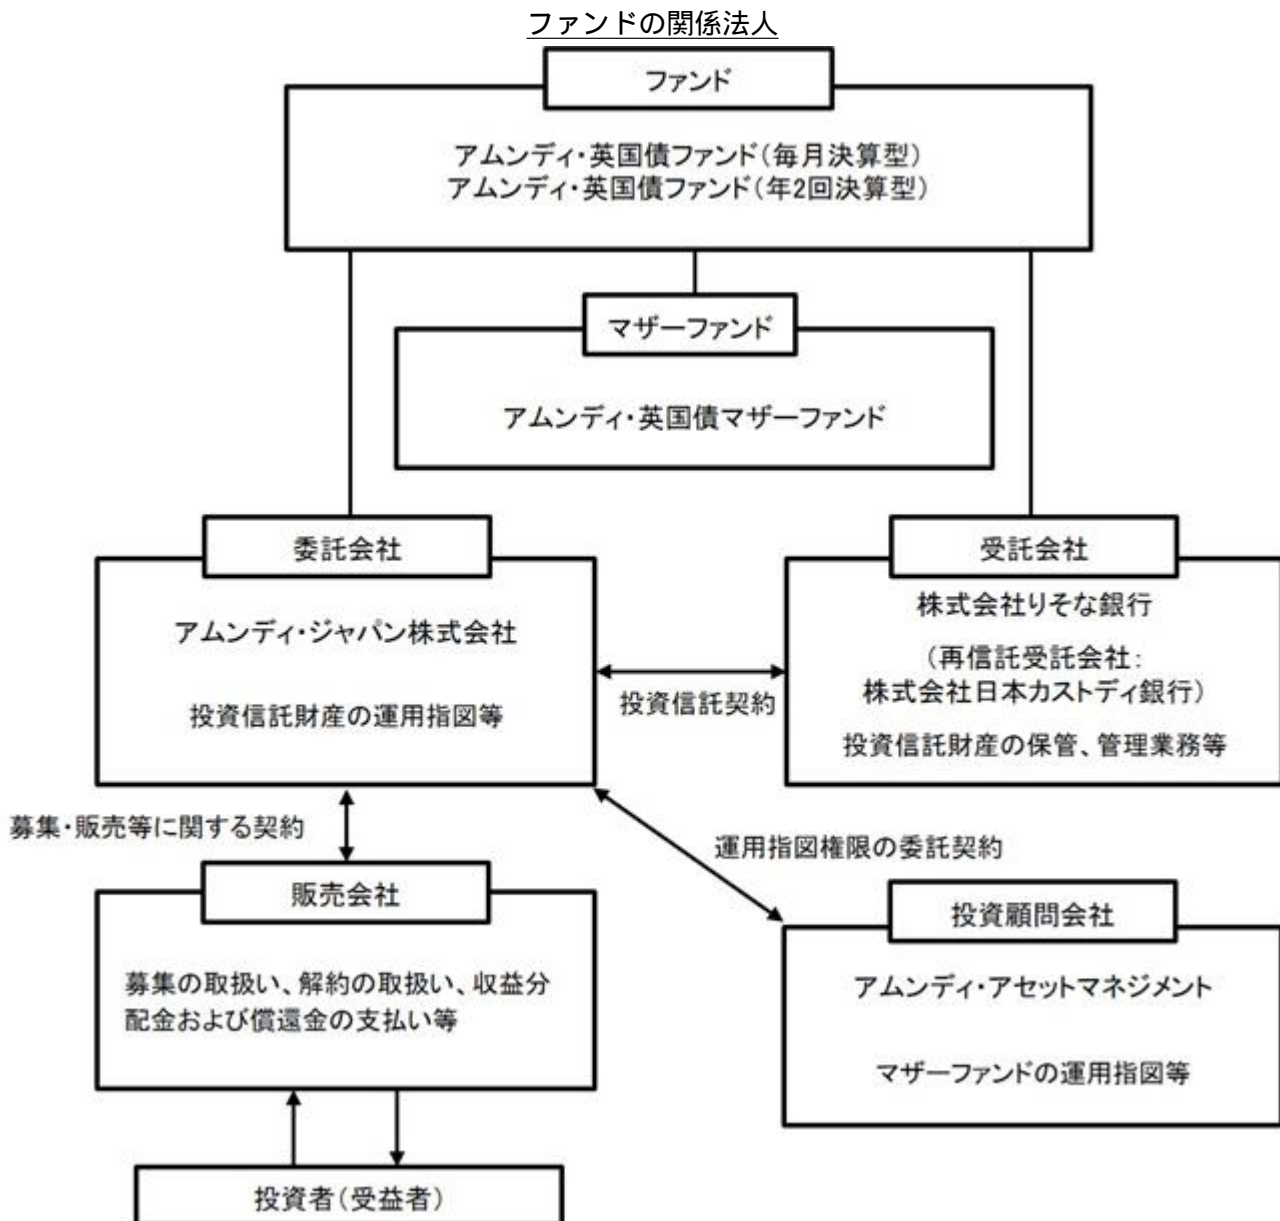 ファンドの関係法人
ファンド
アムンディ・英国債ファンド(毎月決算型)
アムンディ・英国債ファンド(年2回決算型)
マザーファンド
アムンディ・英国債マザーファンド
委託会社
アムンディ・ジャパン株式会社
投資信託財産の運用指図等
投資信託契約
受託会社
株式会社りそな銀行
(再信託受託会社:
株式会社日本カストディ銀行)
投資信託財産の保管、管理業務等
募集・販売等に関する契約
運用指図権限の委託契約
販売会社
募集の取扱い、解約の取扱い、収益分
配金および償還金の支払い等
投資顧問会社
アムンディ・アセットマネジメント
マザーファンドの運用指図等
投資者(受益者)